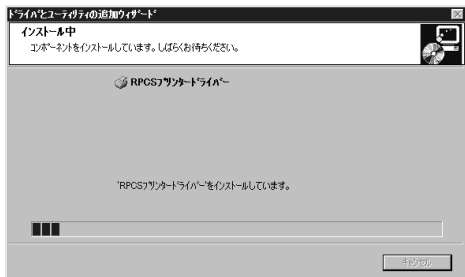 ドライバとユーティリティの追加ウィザード
インストール中
コンポーネントをインストールしています。しばらくお待ちください。
RPCSプリンタードライバー
'RPCSプリンタードライバー'をインストールしています。
キャンセル